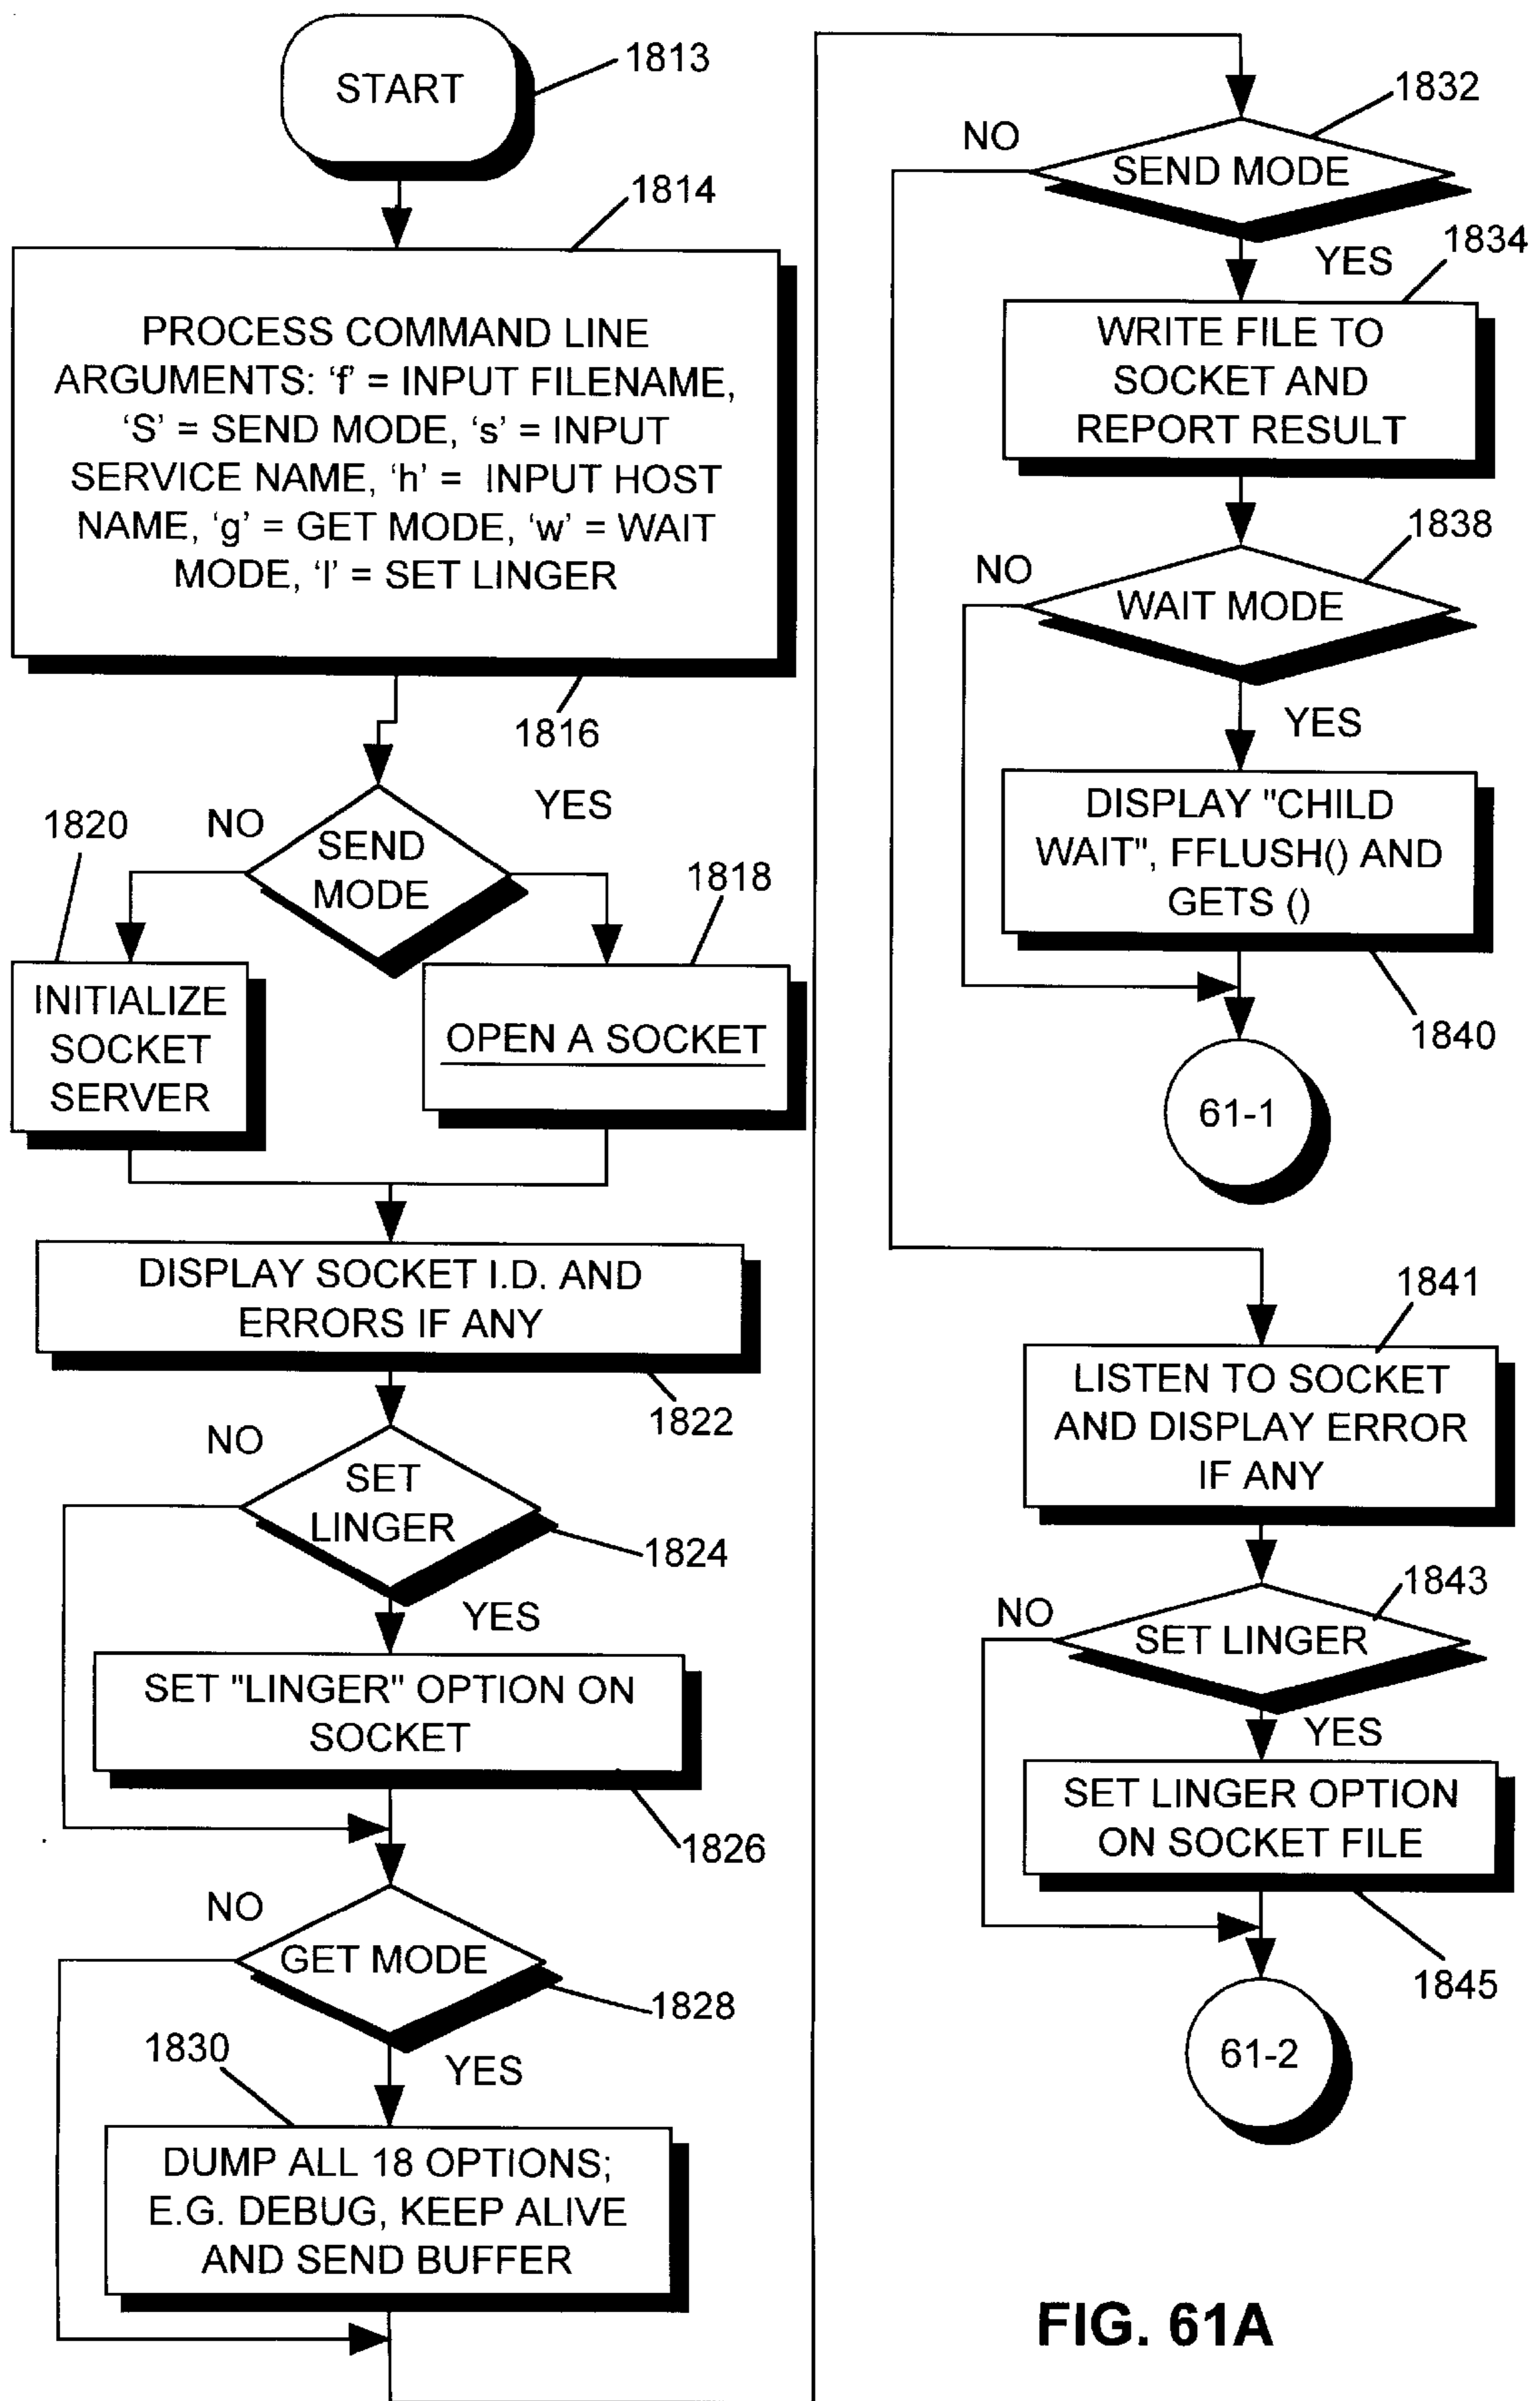 START
1813
1814
PROCESS COMMAND LINE
ARGUMENTS: ‘f’ = INPUT FILENAME,
‘S’ = SEND MODE, ‘s’ = INPUT
SERVICE NAME, ‘h’ = INPUT HOST
NAME, ‘g’ = GET MODE, ‘w’ = WAIT
MODE, ‘l’ = SET LINGER
1816
NO
YES
SEND
MODE
1820
1818
INITIALIZE
SOCKET
SERVER
OPEN A SOCKET
DISPLAY SOCKET I.D. AND
ERRORS IF ANY
1822
NO
SET
LINGER
1824
YES
SET "LINGER" OPTION ON
SOCKET
1826
NO
GET MODE
1828
1830
YES
DUMP ALL 18 OPTIONS;
E.G. DEBUG, KEEP ALIVE
AND SEND BUFFER
1832
NO
SEND MODE
YES
1834
WRITE FILE TO
SOCKET AND
REPORT RESULT
1838
NO
WAIT MODE
YES
DISPLAY "CHILD
WAIT", FFLUSH() AND
GETS ()
1840
61-1
1841
LISTEN TO SOCKET
AND DISPLAY ERROR
IF ANY
1843
NO
SET LINGER
YES
SET LINGER OPTION
ON SOCKET FILE
1845
61-2
FIG. 61A